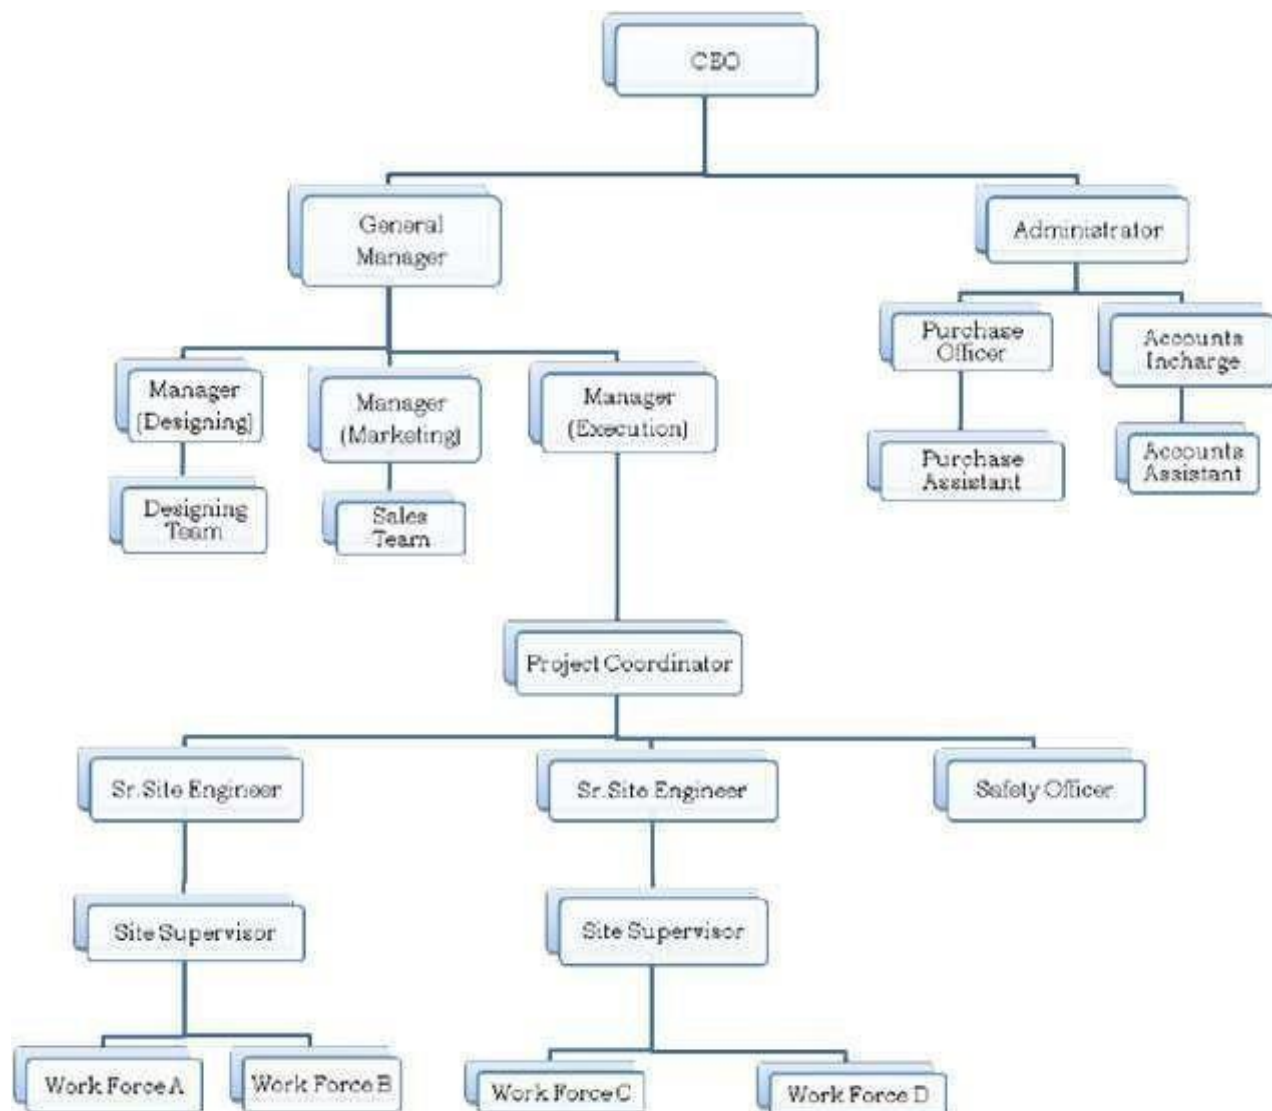 CEO
General
Manager
Administrator
Purchase
Officer
Accounts
Incharge
Manager
(Designing)
Manager
(Marketing)
Manager
(Execution)
Purchase
Assistant
Accounts
Assistant
Designing
Team
Sales
Team
Project Coordinator
Sr. Site Engineer
Sr. Site Engineer
Safety Officer
Site Supervisor
Site Supervisor
Work Force A
Work Force B
Work Force C
Work Force D